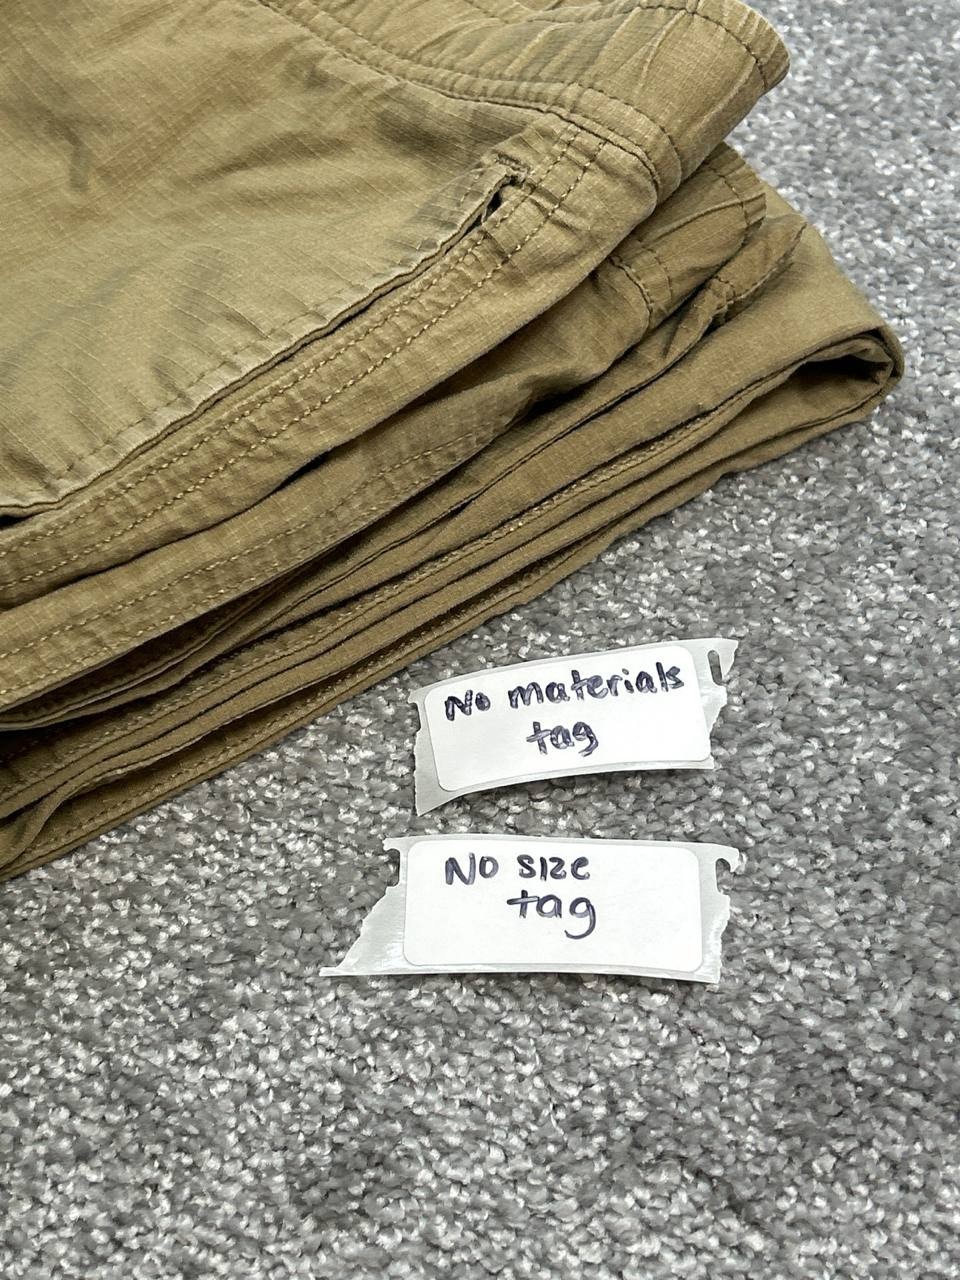 No materials
tag
No size
tag